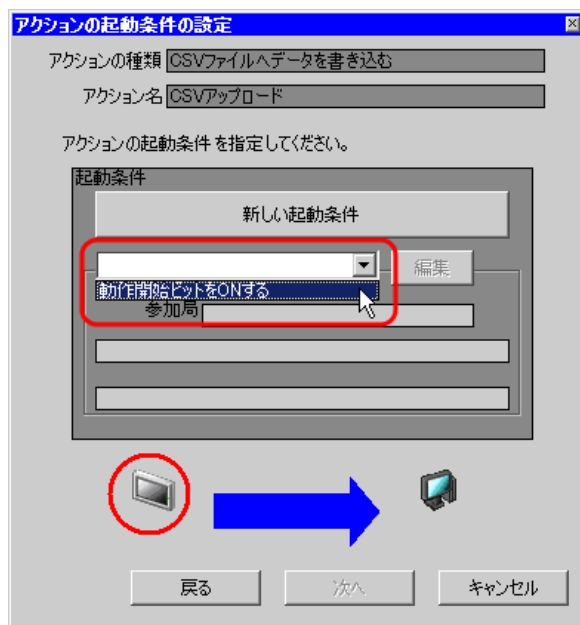 アクションの起動条件の設定
アクションの種類 CSVファイルへデータを書き込む
アクション名 CSVアップロード
アクションの起動条件 を指定してください。
起動条件
新しい起動条件
編集
動作開始ビットをONする
参加局
戻る 次へ キャンセル